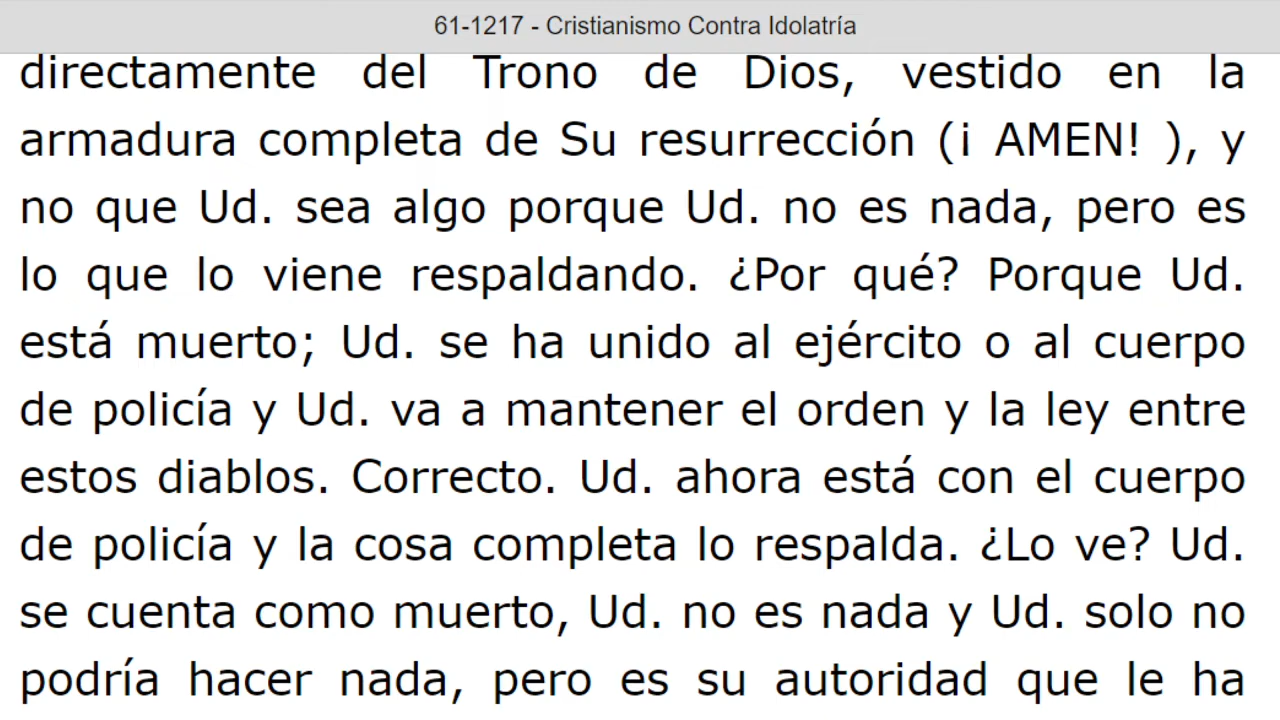 61-1217 - Cristianismo Contra Idolatría
directamente del Trono de Dios, vestido en la
armadura completa de Su resurrección (¡ AMEN! ), y
no que Ud. sea algo porque Ud. no es nada, pero es
lo que lo viene respaldando. ¿Por qué? Porque Ud.
está muerto; Ud. se ha unido al ejército o al cuerpo
de policía y Ud. va a mantener el orden y la ley entre
estos diablos. Correcto. Ud. ahora está con el cuerpo
de policía y la cosa completa lo respalda. ¿Lo ve? Ud.
se cuenta como muerto, Ud. no es nada y Ud. solo no
podría hacer nada, pero es su autoridad que le ha